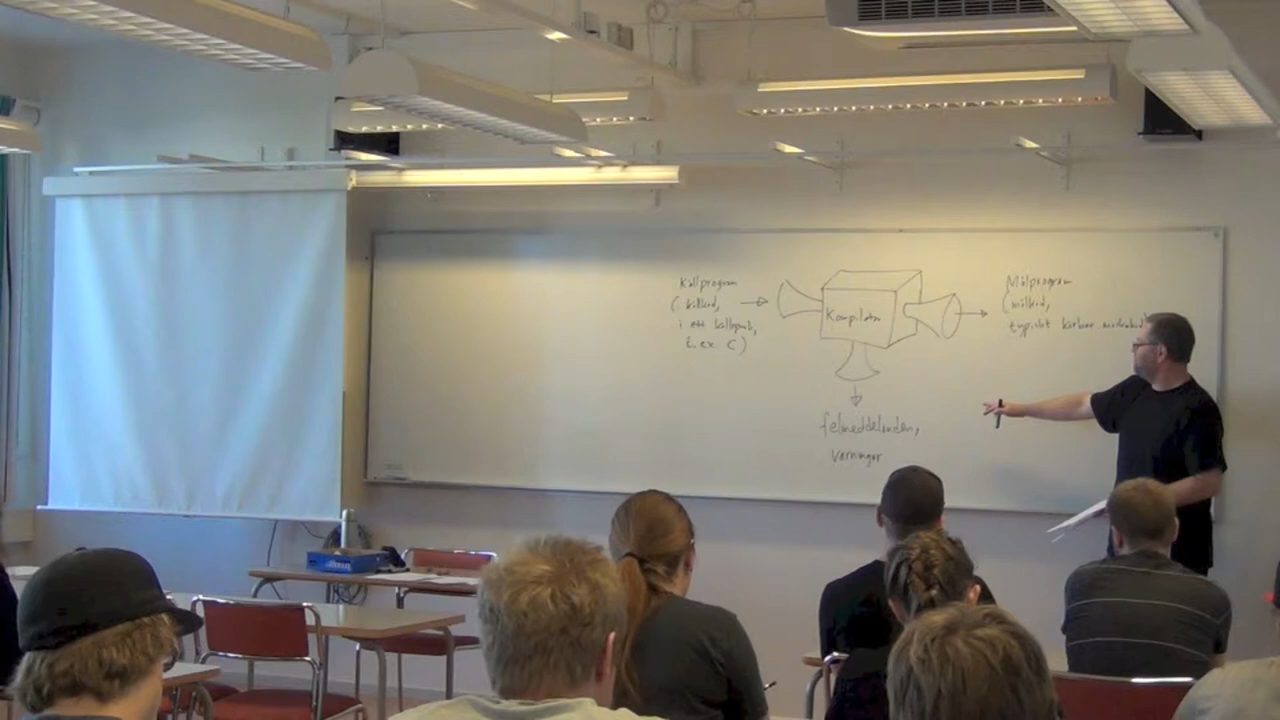 Källprogram
(: källkod,
i ett källspråk,
t.ex. C)
Kompilator
Målprogram
(målkod,
typiskt körbar maskinkod)
felmeddelanden,
varningar